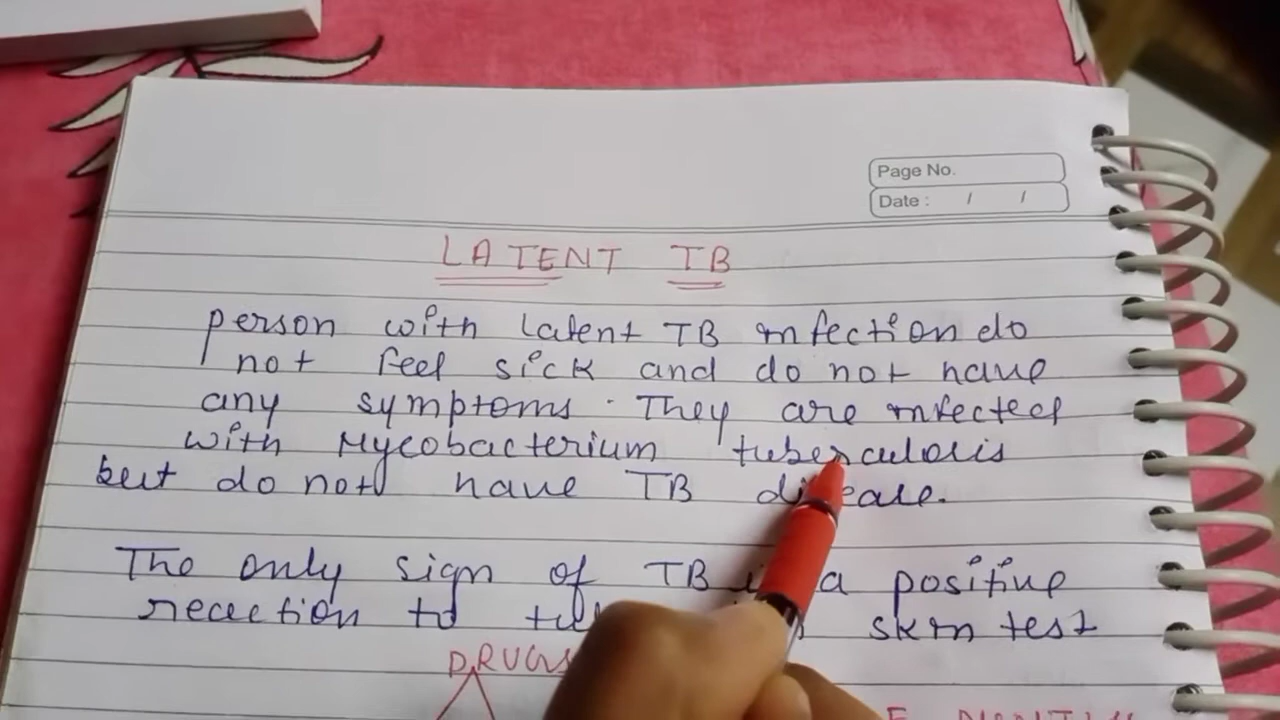 Page No.
Date : / /
LATENT TB
person with Latent TB infection do
not feel sick and do not have
any symptoms. They are infected
with Mycobacterium tuberculosis
but do not have TB disease.
The only sign of TB is a positive
reaction to skin test
DRUGS